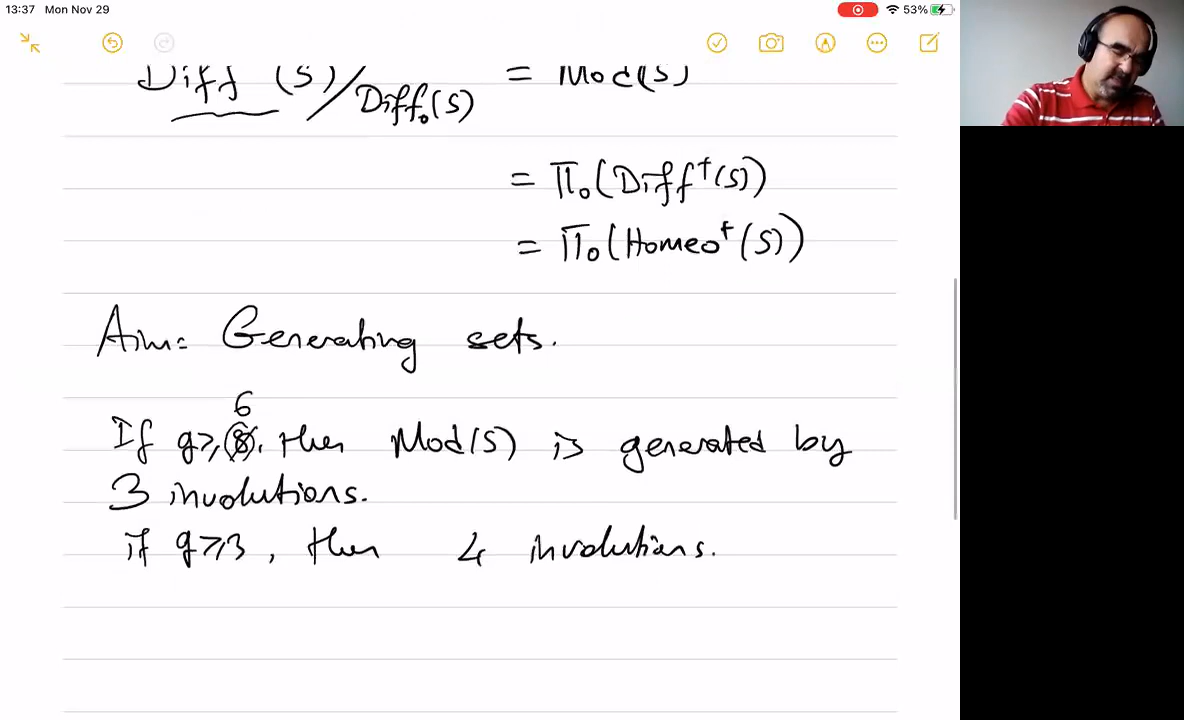 13:37 Mon Nov 29
53%
Diff (S)/Diff₀(S) = Mod(S)
= π₀(Diff⁺(S))
= π₀(Homeo⁺(S))
Aim: Generating sets.
6
If g≥8, then Mod(S) is generated by
3 involutions.
if g≥3, then 4 involutions.